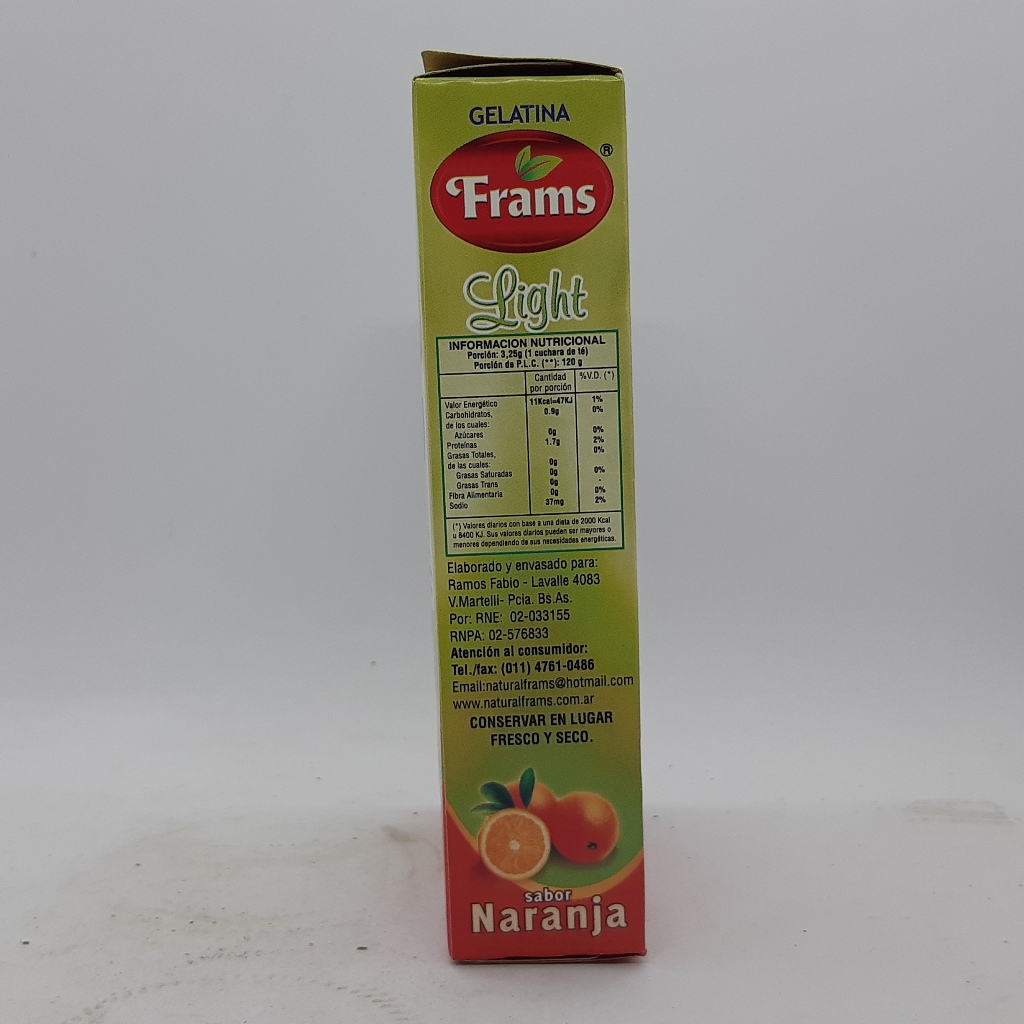 GELATINA
Frams®
Light
INFORMACION NUTRICIONAL
Porción: 3,25g (1 cuchara de té)
Porción de P.L.C. (**): 120 g
Cantidad por porción %V.D. (*)
Valor Energético 11Kcal=47KJ 1%
Carbohidratos, 0.9g 0%
de los cuales:
Azúcares 0g 0%
Proteínas 1.7g 2%
Grasas Totales, 0%
de las cuales: 0g
Grasas Saturadas 0g 0%
Grasas Trans 0g -
Fibra Alimentaria 0g 0%
Sodio 37mg 2%
(*) Valores diarios con base a una dieta de 2000 Kcal
u 8400 KJ. Sus valores diarios pueden ser mayores o
menores dependiendo de sus necesidades energéticas.
Elaborado y envasado para:
Ramos Fabio - Lavalle 4083
V.Martelli- Pcia. Bs.As.
Por: RNE: 02-033155
RNPA: 02-576833
Atención al consumidor:
Tel./fax: (011) 4761-0486
Email:naturalframs@hotmail.com
www.naturalframs.com.ar
CONSERVAR EN LUGAR
FRESCO Y SECO.
sabor
Naranja